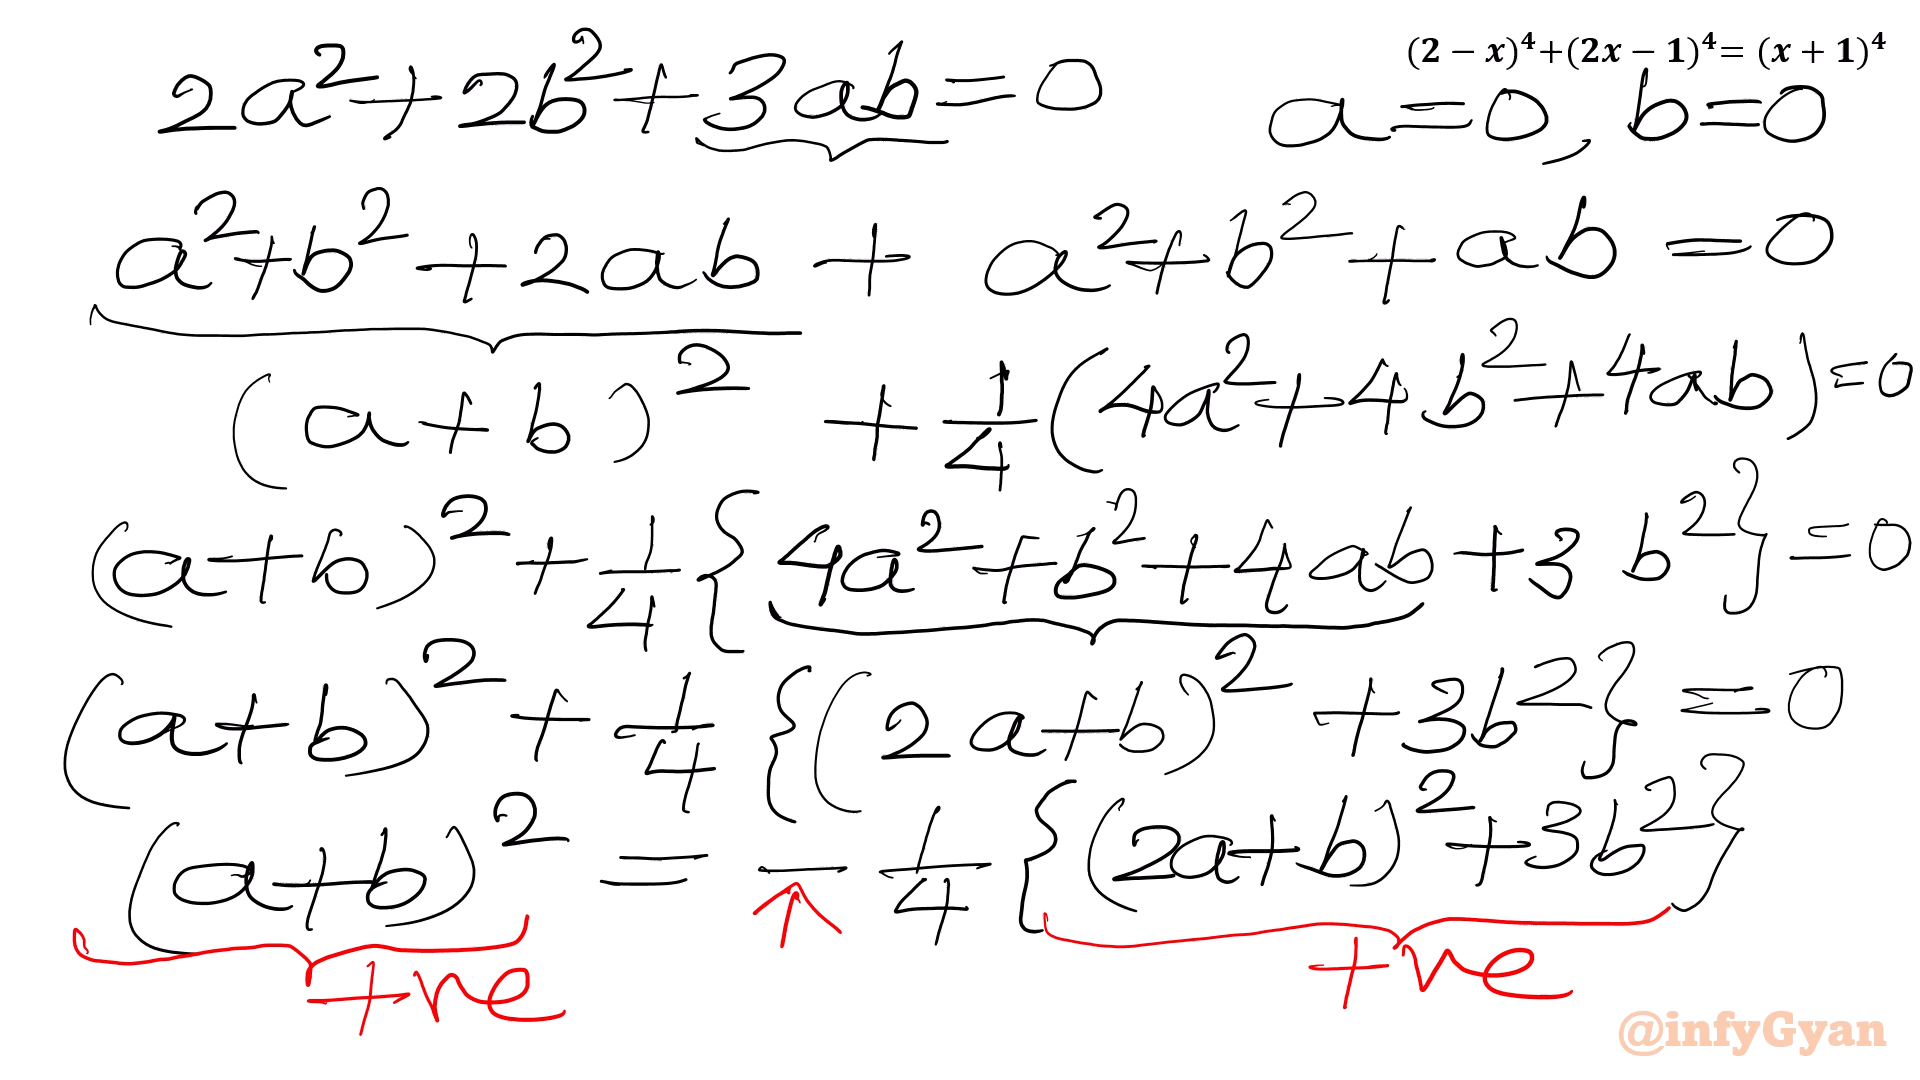 (2 − x)⁴+(2x − 1)⁴= (x + 1)⁴
2a² + 2b² + 3ab = 0
a = 0, b = 0
a² + b² + 2ab + a² + b² + ab = 0
(a + b)² + 1/4 (4a² + 4b² + 4ab) = 0
(a + b)² + 1/4 {4a² + b² + 4ab + 3b²} = 0
(a + b)² + 1/4 {(2a + b)² + 3b²} = 0
(a + b)² = − 1/4 {(2a + b)² + 3b²}
+ve +ve
@infyGyan